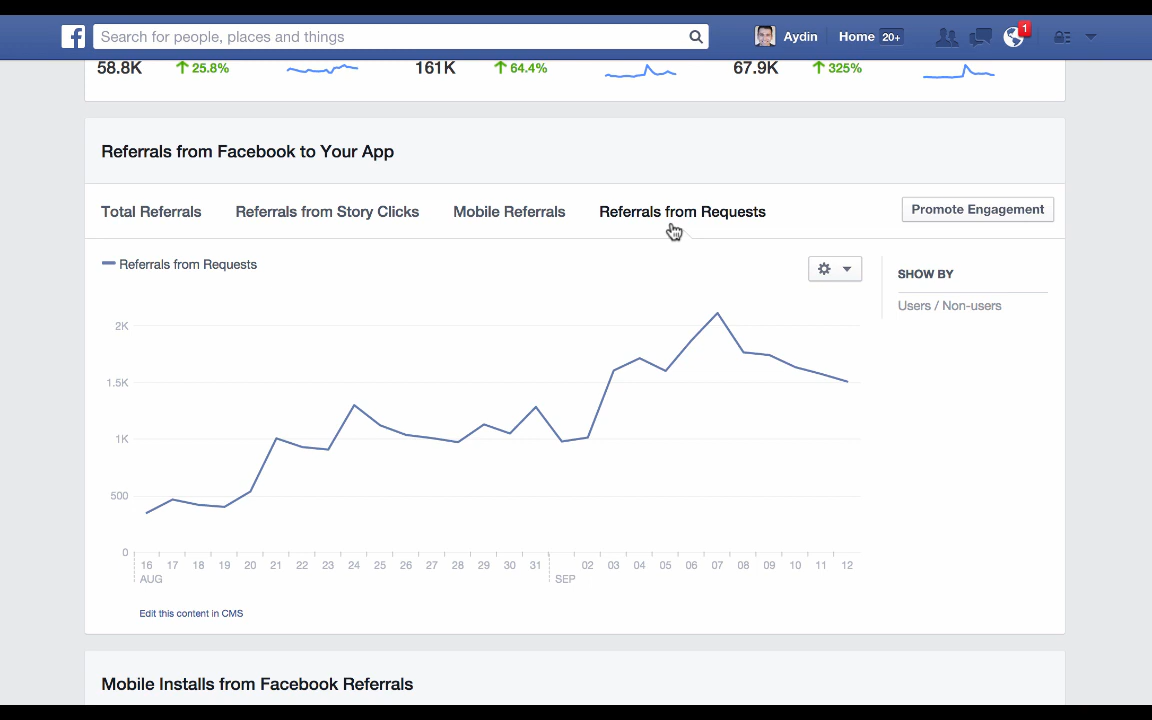 f Search for people, places and things Aydin Home 20+ 1
58.8K 25.8% 161K 64.4% 67.9K 325%
Referrals from Facebook to Your App
Total Referrals Referrals from Story Clicks Mobile Referrals Referrals from Requests Promote Engagement
Referrals from Requests
SHOW BY
Users / Non-users
2K
1.5K
1K
500
0
16 17 18 19 20 21 22 23 24 25 26 27 28 29 30 31 02 03 04 05 06 07 08 09 10 11 12
AUG SEP
Edit this content in CMS
Mobile Installs from Facebook Referrals